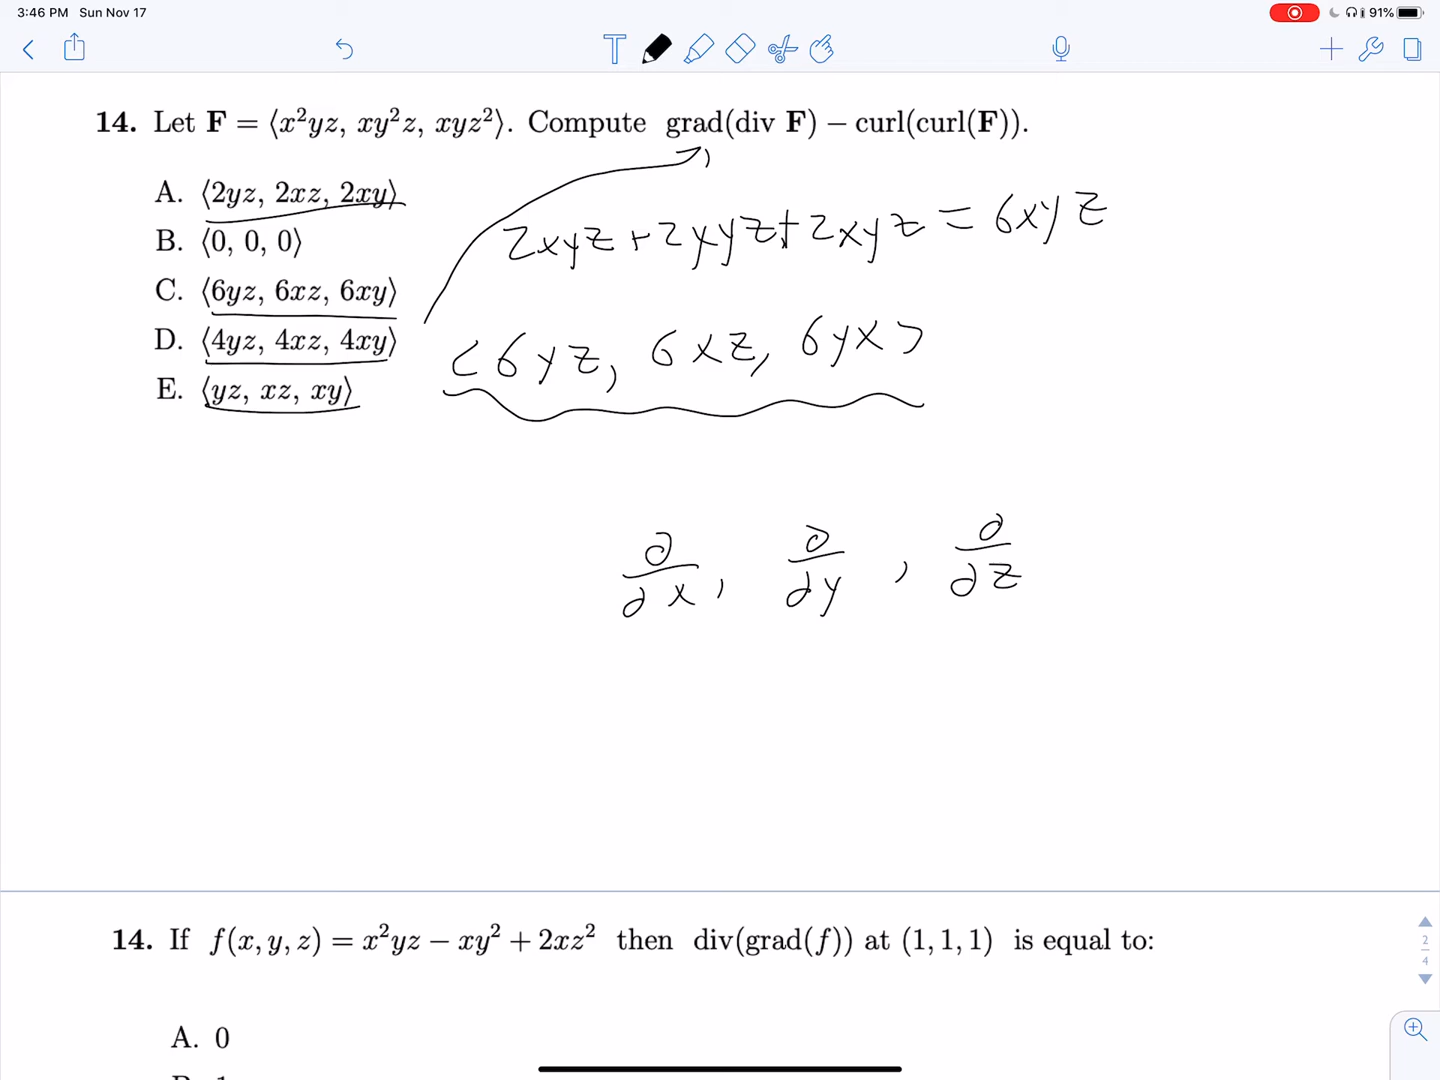 3:46 PM Sun Nov 17
91%
14. Let F = ⟨x²yz, xy²z, xyz²⟩. Compute grad(div F) − curl(curl(F)).
A. ⟨2yz, 2xz, 2xy⟩
B. ⟨0, 0, 0⟩
C. ⟨6yz, 6xz, 6xy⟩
D. ⟨4yz, 4xz, 4xy⟩
E. ⟨yz, xz, xy⟩
2xyz + 2xyz + 2xyz = 6xyz
<6yz, 6xz, 6yx>
∂/∂x, ∂/∂y, ∂/∂z
14. If f(x, y, z) = x²yz − xy² + 2xz² then div(grad(f)) at (1, 1, 1) is equal to:
2
4
A. 0